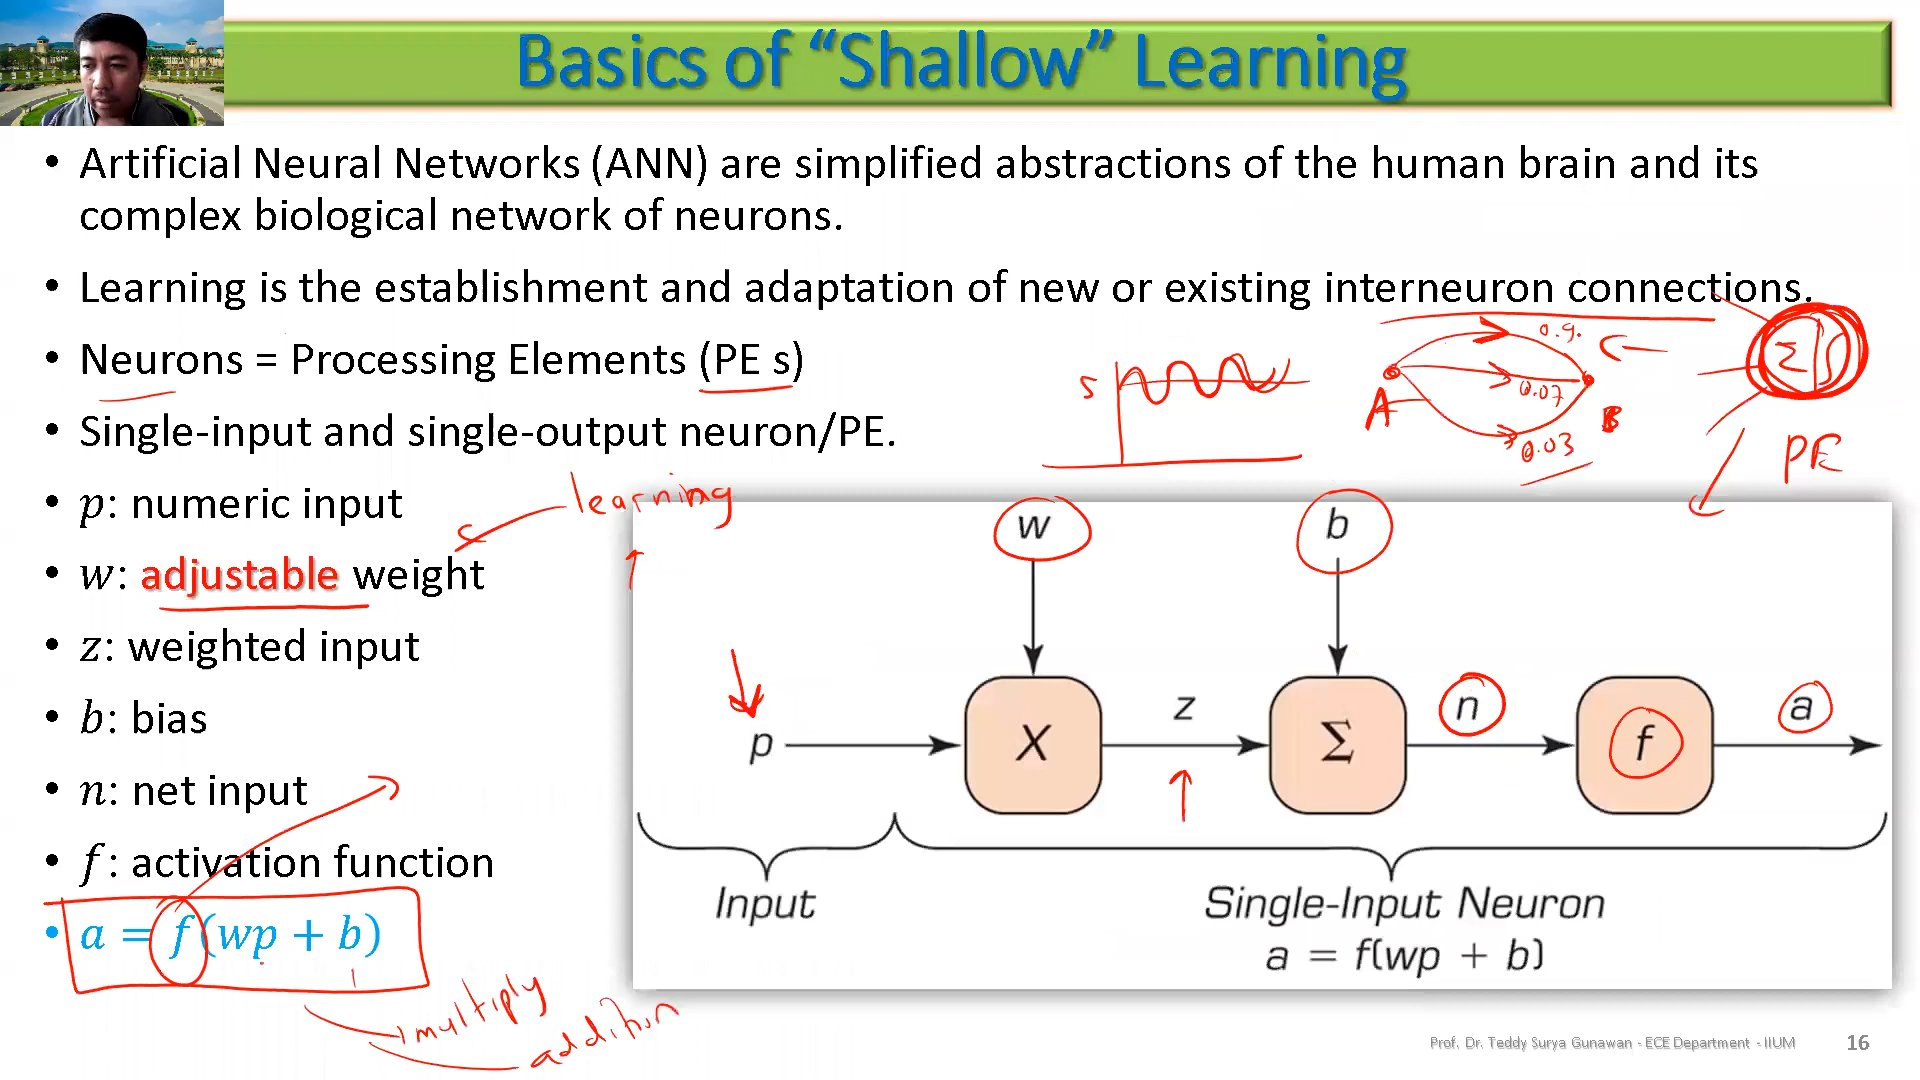 Basics of “Shallow” Learning
• Artificial Neural Networks (ANN) are simplified abstractions of the human brain and its
complex biological network of neurons.
• Learning is the establishment and adaptation of new or existing interneuron connections.
• Neurons = Processing Elements (PE s)
• Single-input and single-output neuron/PE.
• p: numeric input
• w: adjustable weight
• z: weighted input
• b: bias
• n: net input
• f: activation function
• a = f(wp + b)
learning
multiply
addition
S
A
0.9
0.07
0.03
B
Σ
PE
w
b
p
X
z
Σ
n
f
a
Input
Single-Input Neuron
a = f(wp + b)
Prof. Dr. Teddy Surya Gunawan - ECE Department - IIUM
16